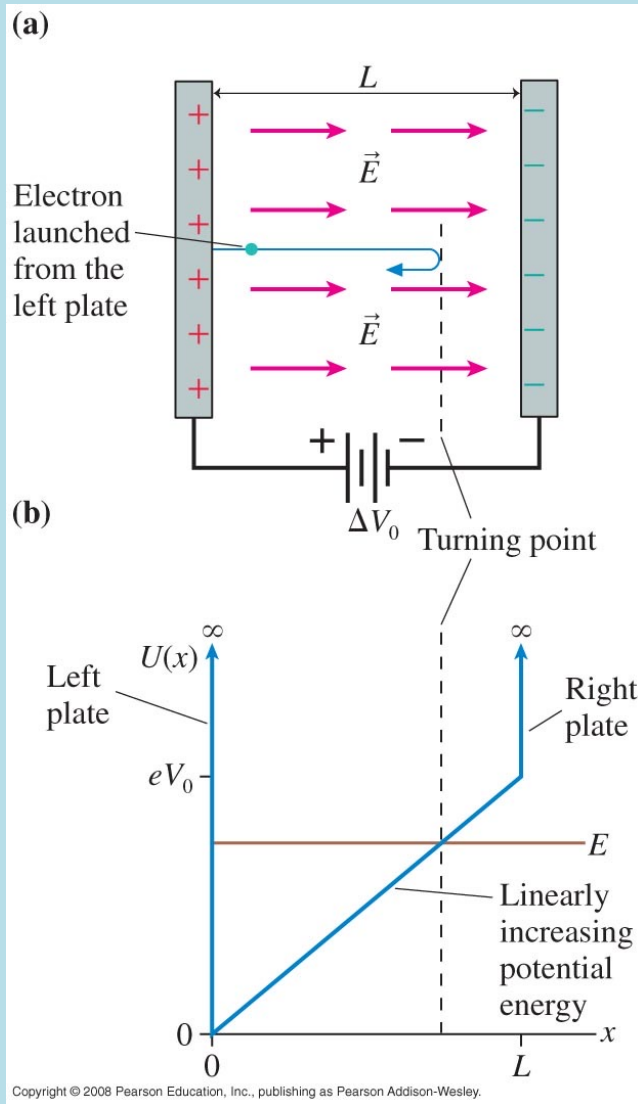 (a)
L
+
−
+
−
E⃗
+
−
Electron
launched
from the
left plate
+
−
+
−
E⃗
+
−
+ −
ΔV₀
Turning point
(b)
∞ ∞
U(x)
Left
plate
Right
plate
eV₀
E
Linearly
increasing
potential
energy
0
x
0 L
Copyright © 2008 Pearson Education, Inc., publishing as Pearson Addison-Wesley.